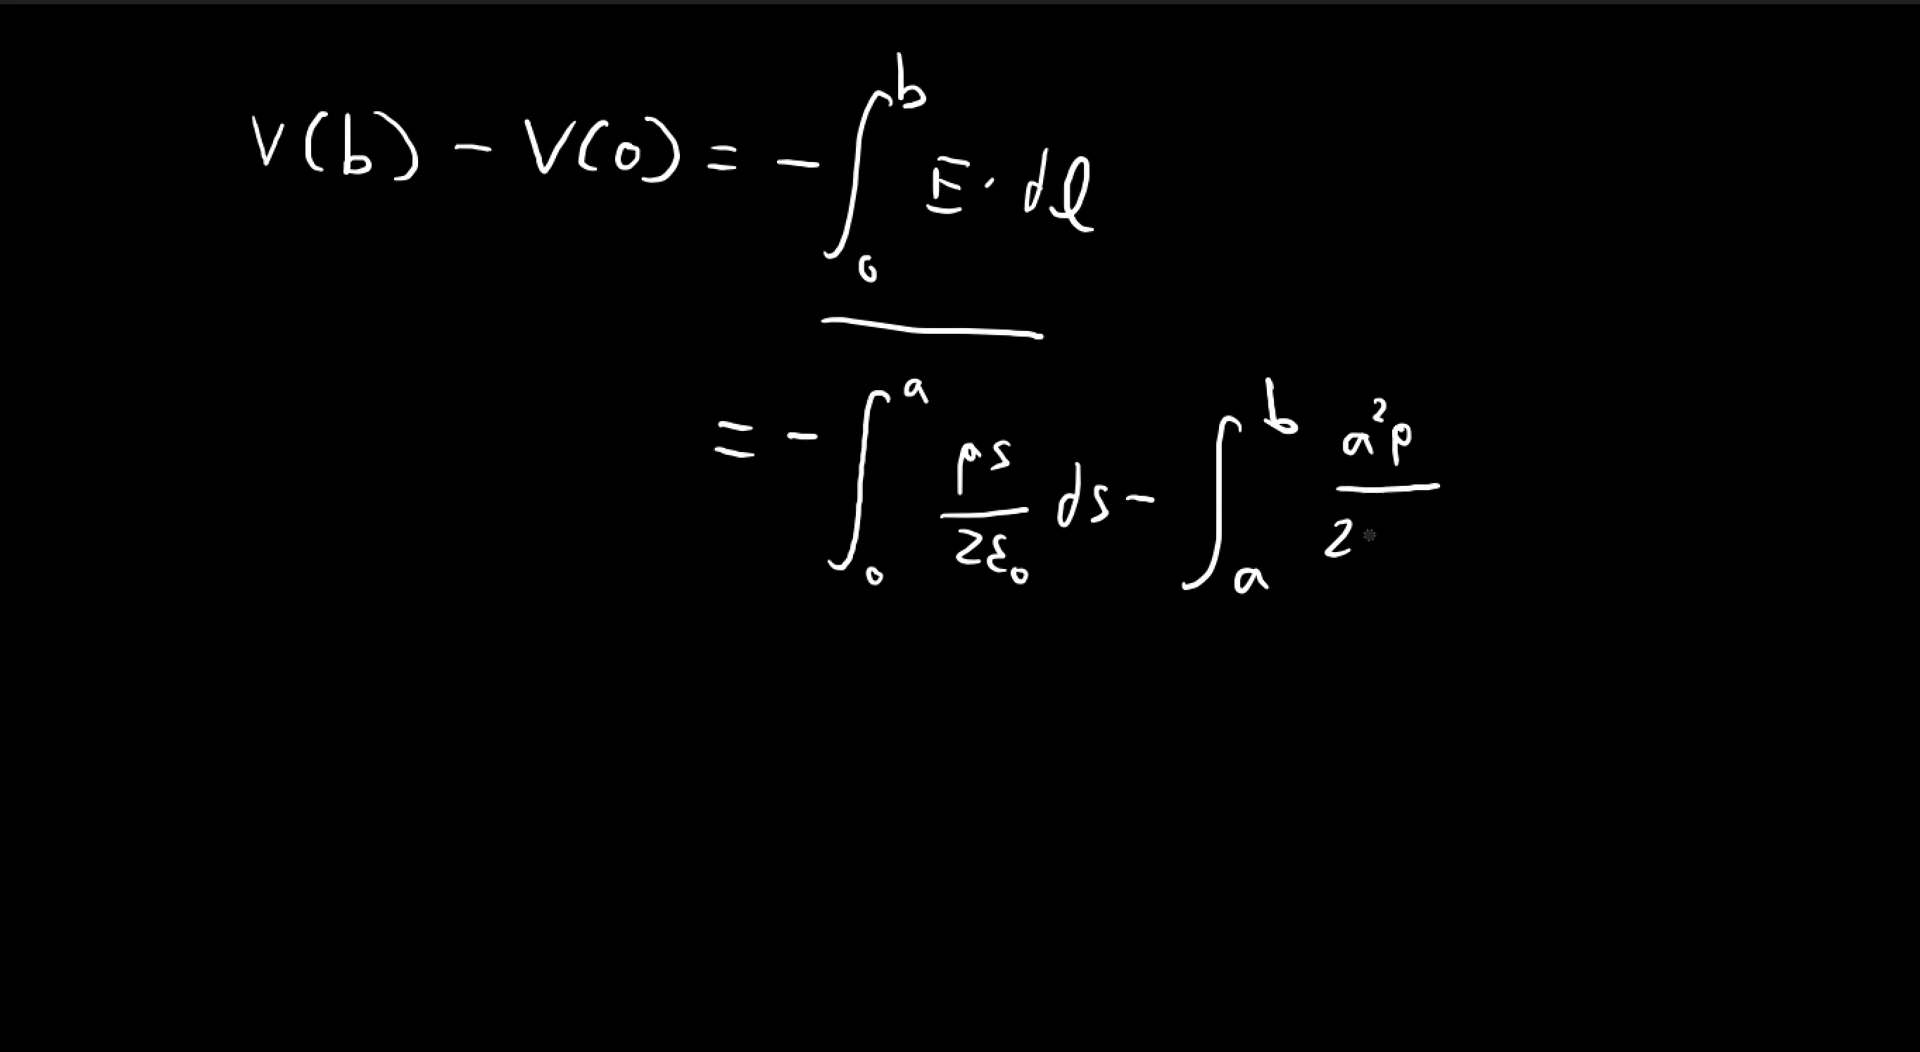 V(b) - V(0) = - ∫₀ᵇ E · dℓ
= - ∫₀ᵃ ρs/2ε₀ ds - ∫ₐᵇ a²ρ/2